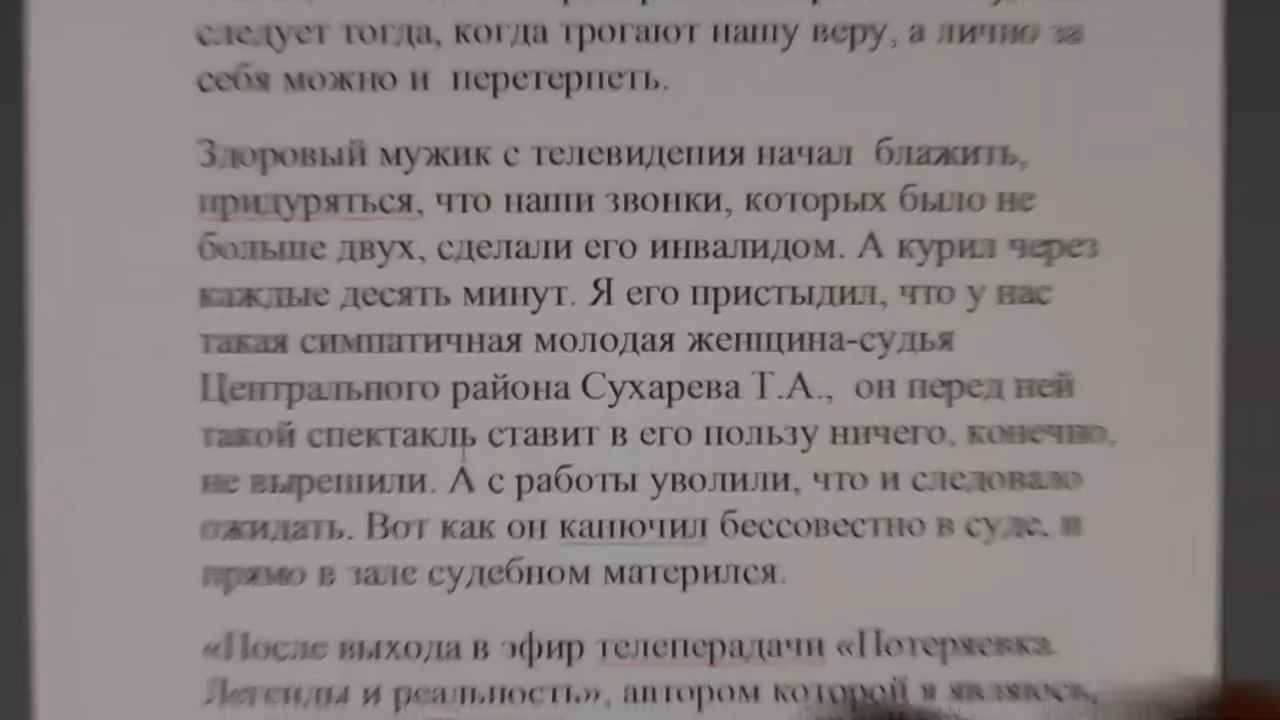 следует тогда, когда трогают нашу веру, а лично за
себя можно и перетерпеть.
Здоровый мужик с телевидения начал блажить,
придуряться, что наши звонки, которых было не
больше двух, сделали его инвалидом. А курил через
каждые десять минут. Я его пристыдил, что у нас
такая симпатичная молодая женщина-судья
Центрального района Сухарева Т.А., он перед ней
такой спектакль ставит в его пользу ничего, конечно,
не вырешили. А с работы уволили, что и следовало
ожидать. Вот как он канючил бессовестно в суде, и
прямо в зале судебном матерился.
«После выхода в эфир телеперадачи «Потеряевка.
Легенды и реальность», автором которой я являюсь,